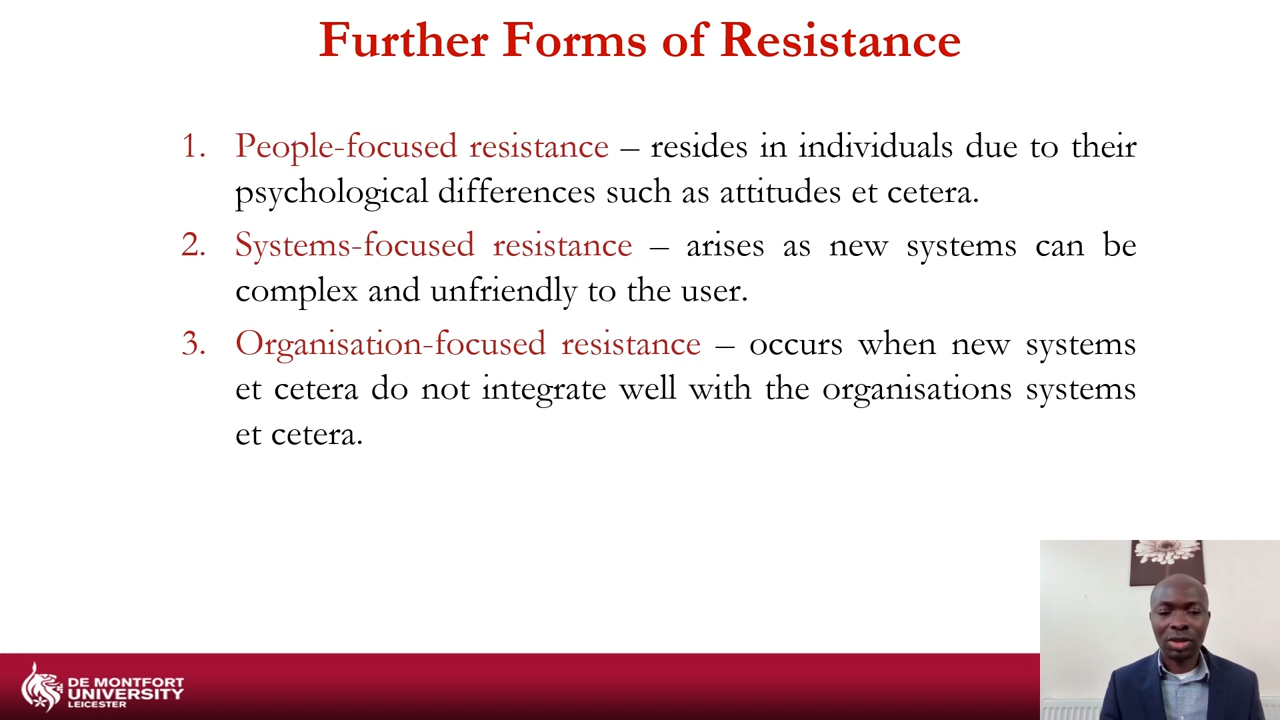 Further Forms of Resistance
1. People-focused resistance – resides in individuals due to their
psychological differences such as attitudes et cetera.
2. Systems-focused resistance – arises as new systems can be
complex and unfriendly to the user.
3. Organisation-focused resistance – occurs when new systems
et cetera do not integrate well with the organisations systems
et cetera.
DE MONTFORT
UNIVERSITY
LEICESTER